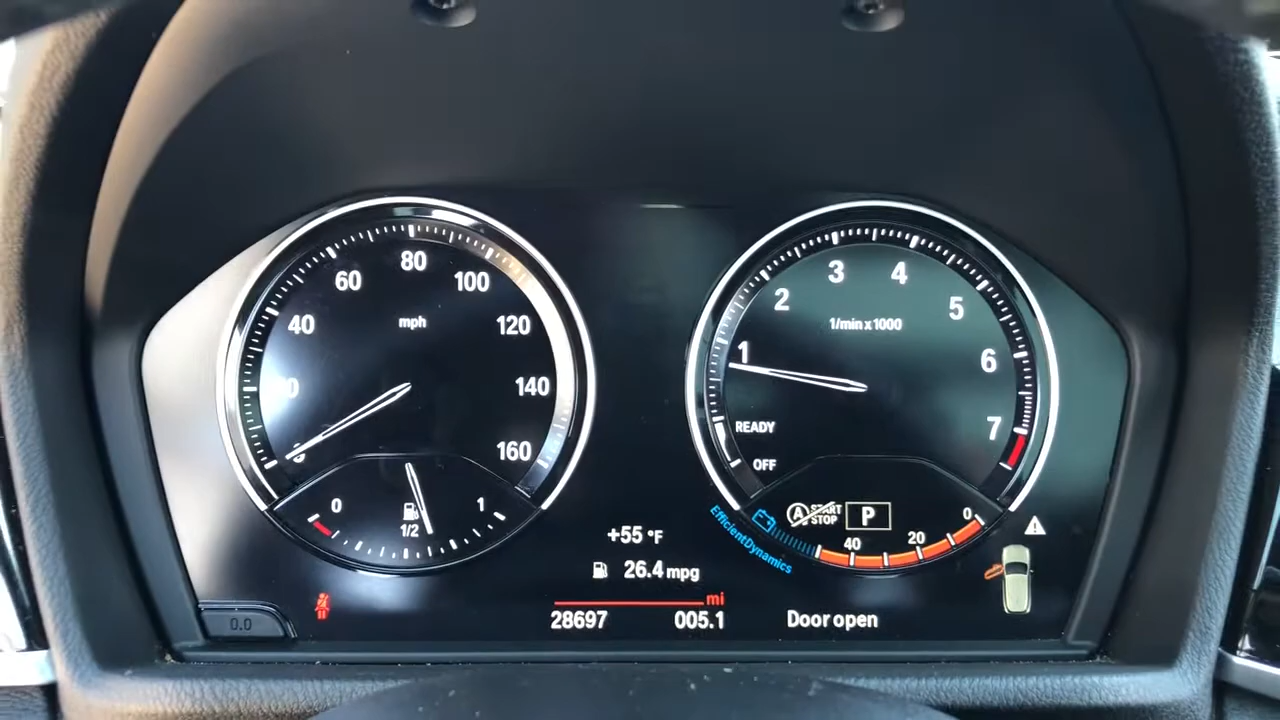 80
60
100
mph
40
120
140
160
0
1
1/2
3
4
2
5
1/min x 1000
1
6
READY
7
OFF
A START
STOP
P
0
20
40
EfficientDynamics
+55 °F
26.4 mpg
mi
28697 005.1
Door open
0.0